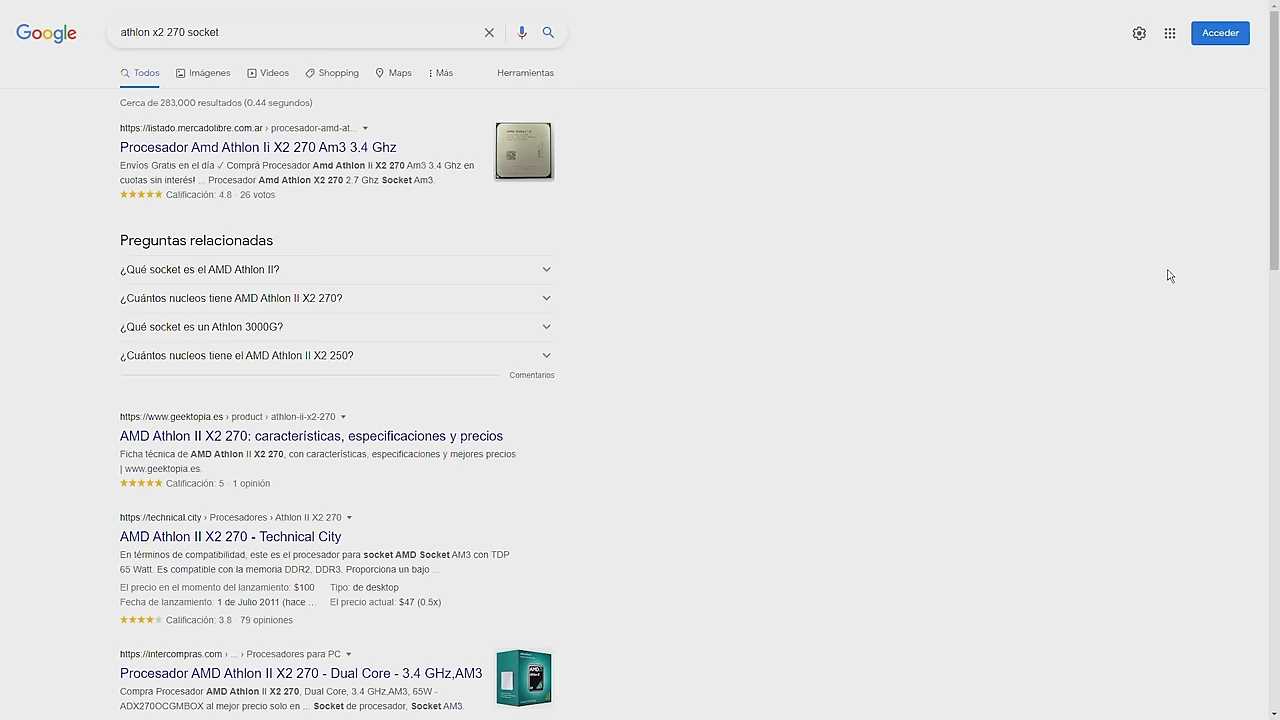 Google
athlon x2 270 socket
Acceder
Todos
Imágenes
Videos
Shopping
Maps
Más
Herramientas
Cerca de 283,000 resultados (0.44 segundos)
https://listado.mercadolibre.com.ar › procesador-amd-at...
Procesador Amd Athlon Ii X2 270 Am3 3.4 Ghz
Envíos Gratis en el día ✓ Comprá Procesador Amd Athlon Ii X2 270 Am3 3.4 Ghz en
cuotas sin interés! ... Procesador Amd Athlon X2 270 2.7 Ghz Socket Am3.
★★★★★ Calificación: 4.8 · 26 votos
Preguntas relacionadas
¿Qué socket es el AMD Athlon II?
¿Cuántos nucleos tiene AMD Athlon II X2 270?
¿Qué socket es un Athlon 3000G?
¿Cuántos nucleos tiene el AMD Athlon II X2 250?
Comentarios
https://www.geektopia.es › product › athlon-ii-x2-270
AMD Athlon II X2 270: características, especificaciones y precios
Ficha técnica de AMD Athlon II X2 270, con características, especificaciones y mejores precios
| www.geektopia.es.
★★★★★ Calificación: 5 · 1 opinión
https://technical.city › Procesadores › Athlon II X2 270
AMD Athlon II X2 270 - Technical City
En términos de compatibilidad, este es el procesador para socket AMD Socket AM3 con TDP
65 Watt. Es compatible con la memoria DDR2, DDR3. Proporciona un bajo ...
El precio en el momento del lanzamiento: $100 Tipo: de desktop
Fecha de lanzamiento: 1 de Julio 2011 (hace ... El precio actual: $47 (0.5x)
★★★★★ Calificación: 3.8 · 79 opiniones
https://intercompras.com › ... › Procesadores para PC
Procesador AMD Athlon II X2 270 - Dual Core - 3.4 GHz,AM3
Compra Procesador AMD Athlon II X2 270, Dual Core, 3.4 GHz,AM3, 65W -
ADX270OCGMBOX al mejor precio solo en ... Socket de procesador, Socket AM3.